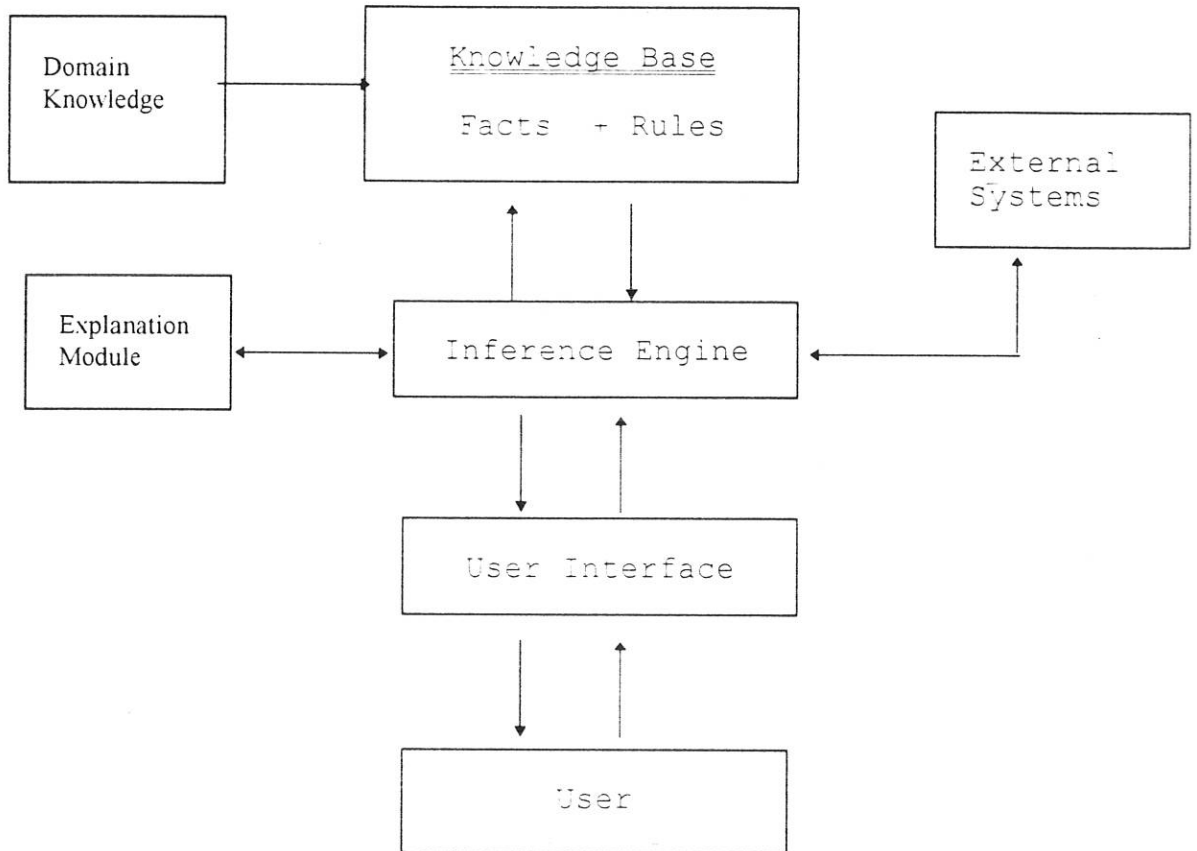 Domain
Knowledge
Knowledge Base
Facts + Rules
External
Systems
Explanation
Module
Inference Engine
User Interface
User